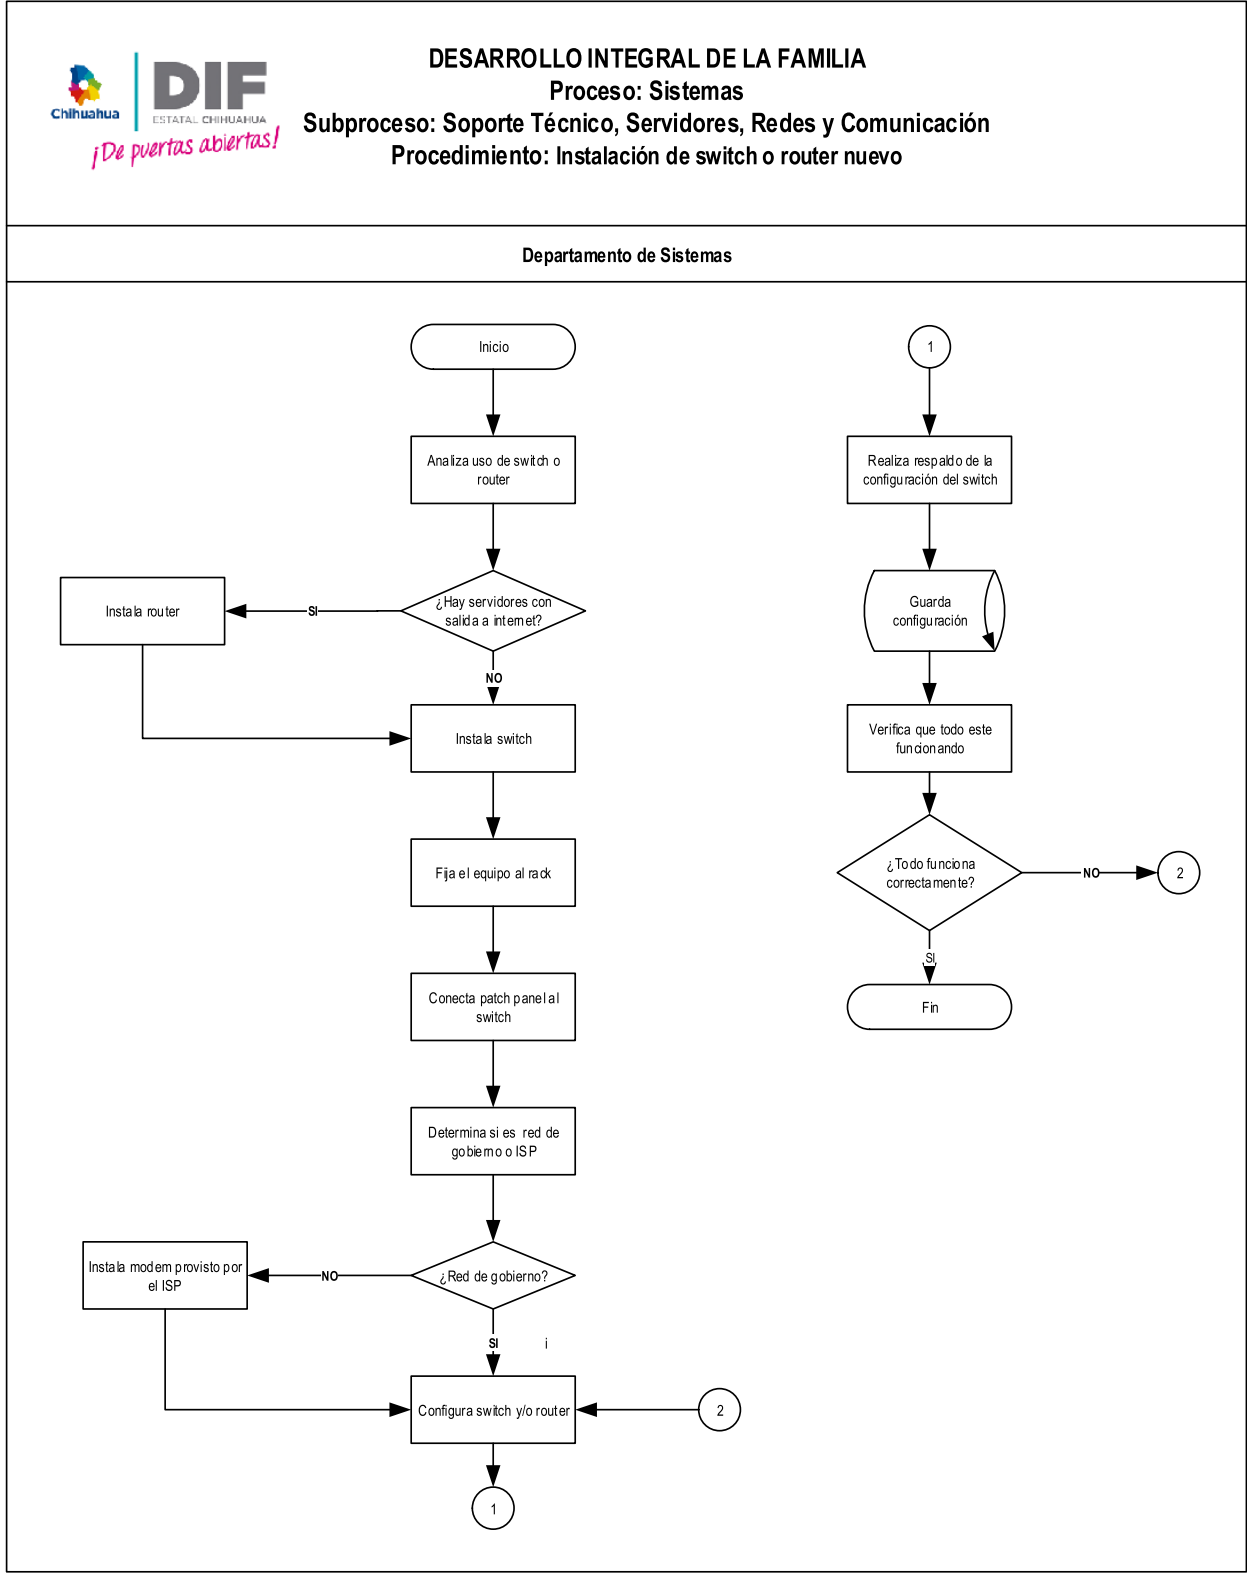 Chihuahua
DIF
ESTATAL CHIHUAHUA
¡De puertas abiertas!
DESARROLLO INTEGRAL DE LA FAMILIA
Proceso: Sistemas
Subproceso: Soporte Técnico, Servidores, Redes y Comunicación
Procedimiento: Instalación de switch o router nuevo
Departamento de Sistemas
Inicio
Analiza uso de switch o
router
¿Hay servidores con
salida a internet?
SI
Instala router
NO
Instala switch
Fija el equipo al rack
Conecta patch panel al
switch
Determina si es red de
gobierno o ISP
¿Red de gobierno?
NO
Instala modem provisto por
el ISP
SI
i
Configura switch y/o router
2
1
1
Realiza respaldo de la
configuración del switch
Guarda
configuración
Verifica que todo este
funcionando
¿Todo funciona
correctamente?
NO
2
SI
Fin